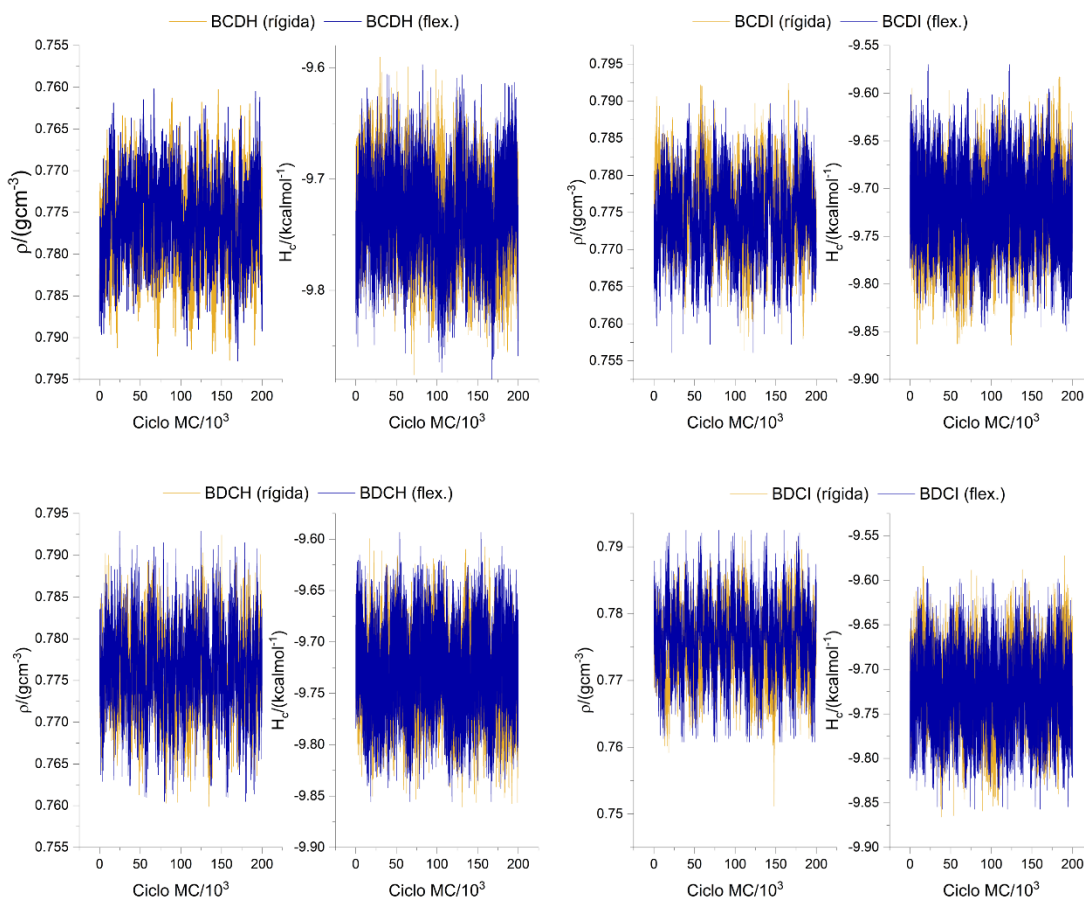 BCDH (rígida) BCDH (flex.)
ρ/(gcm-3)
0.755
0.760
0.765
0.770
0.775
0.780
0.785
0.790
0.795
0 50 100 150 200
Ciclo MC/10³
Hc/(kcalmol-1)
-9.6
-9.7
-9.8
0 50 100 150 200
Ciclo MC/10³
BCDI (rígida) BCDI (flex.)
ρ/(gcm-3)
0.795
0.790
0.785
0.780
0.775
0.770
0.765
0.760
0.755
0 50 100 150 200
Ciclo MC/10³
Hc/(kcalmol-1)
-9.55
-9.60
-9.65
-9.70
-9.75
-9.80
-9.85
-9.90
0 50 100 150 200
Ciclo MC/10³
BDCH (rígida) BDCH (flex.)
ρ/(gcm-3)
0.795
0.790
0.785
0.780
0.775
0.770
0.765
0.760
0.755
0 50 100 150 200
Ciclo MC/10³
Hc/(kcalmol-1)
-9.60
-9.65
-9.70
-9.75
-9.80
-9.85
-9.90
0 50 100 150 200
Ciclo MC/10³
BDCI (rígida) BDCI (flex.)
ρ/(gcm-3)
0.79
0.78
0.77
0.76
0.75
0 50 100 150 200
Ciclo MC/10³
Hc/(kcalmol-1)
-9.55
-9.60
-9.65
-9.70
-9.75
-9.80
-9.85
-9.90
0 50 100 150 200
Ciclo MC/10³